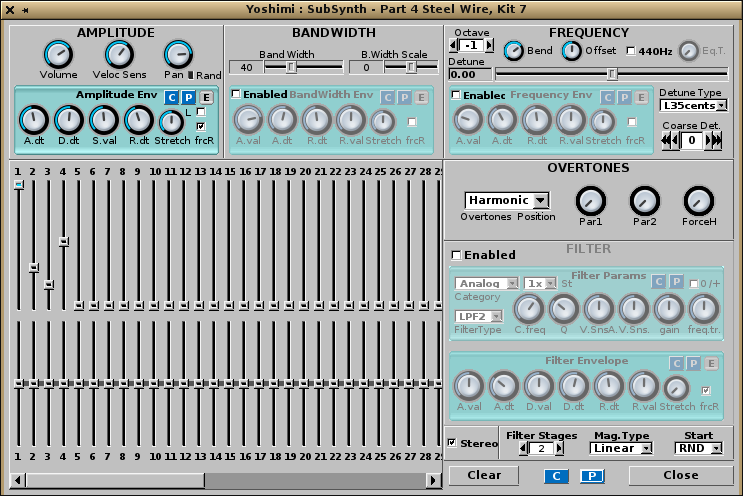 Yoshimi : SubSynth - Part 4 Steel Wire, Kit 7
AMPLITUDE
Volume Veloc Sens Pan Rand
Amplitude Env C P E
L
A.dt D.dt S.val R.dt Stretch frcR
BANDWIDTH
Band Width B.Width Scale
40 0
Enabled BandWidth Env C P E
A.val A.dt R.dt R.val Stretch frcR
FREQUENCY
Octave
-1 Bend Offset 440Hz Eq.T.
Detune
0.00
Enabled Frequency Env C P E
A.val A.dt R.dt R.val Stretch frcR
Detune Type
L35cents
Coarse Det.
0
1 2 3 4 5 6 7 8 9 10 11 12 13 14 15 16 17 18 19 20 21 22 23 24 25 26 27 28 29
1 2 3 4 5 6 7 8 9 10 11 12 13 14 15 16 17 18 19 20 21 22 23 24 25 26 27 28 29
OVERTONES
Harmonic
Overtones Position Par1 Par2 ForceH
FILTER
Enabled
Filter Params C P
Analog 1x St 0/+
Category
LPF2
FilterType C.freq Q V.SnsA. V.Sns. gain freq.tr.
Filter Envelope C P E
A.val A.dt D.val D.dt R.dt R.val Stretch frcR
Stereo
Filter Stages Mag.Type Start
2 Linear RND
Clear C P Close